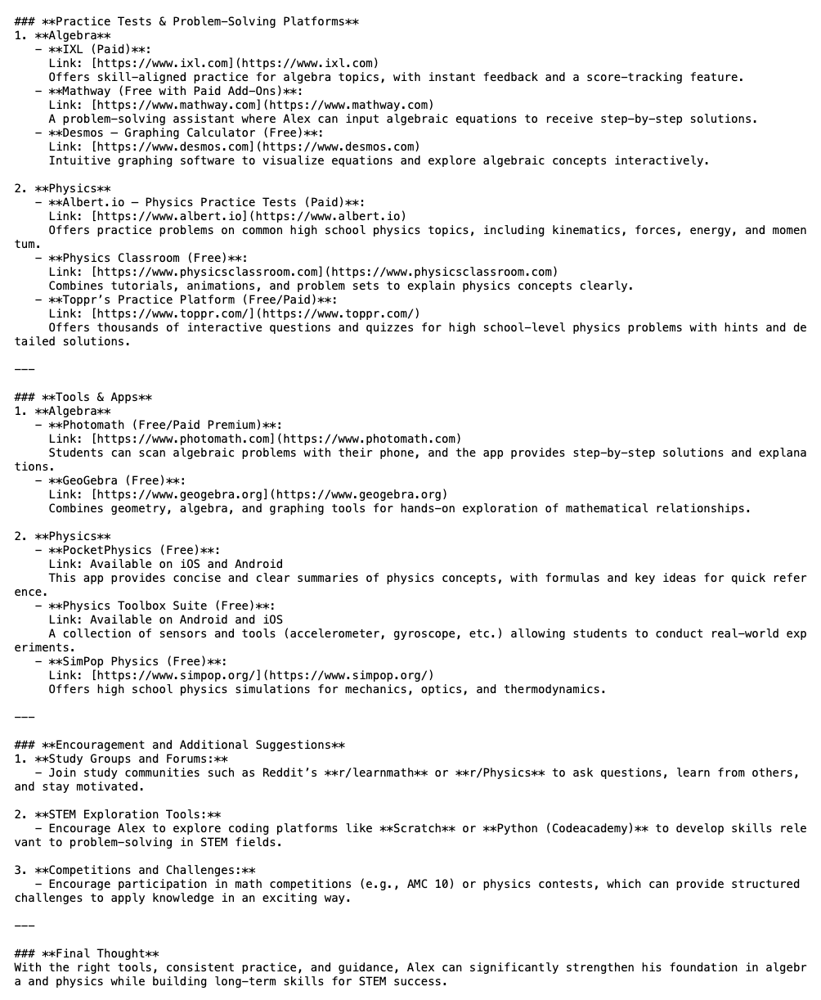 ### **Practice Tests & Problem-Solving Platforms**
1. **Algebra**
   - **IXL (Paid)**:
     Link: [https://www.ixl.com](https://www.ixl.com)
     Offers skill-aligned practice for algebra topics, with instant feedback and a score-tracking feature.
   - **Mathway (Free with Paid Add-Ons)**:
     Link: [https://www.mathway.com](https://www.mathway.com)
     A problem-solving assistant where Alex can input algebraic equations to receive step-by-step solutions.
   - **Desmos – Graphing Calculator (Free)**:
     Link: [https://www.desmos.com](https://www.desmos.com)
     Intuitive graphing software to visualize equations and explore algebraic concepts interactively.

2. **Physics**
   - **Albert.io – Physics Practice Tests (Paid)**:
     Link: [https://www.albert.io](https://www.albert.io)
     Offers practice problems on common high school physics topics, including kinematics, forces, energy, and momen
tum.
   - **Physics Classroom (Free)**:
     Link: [https://www.physicsclassroom.com](https://www.physicsclassroom.com)
     Combines tutorials, animations, and problem sets to explain physics concepts clearly.
   - **Toppr’s Practice Platform (Free/Paid)**:
     Link: [https://www.toppr.com/](https://www.toppr.com/)
     Offers thousands of interactive questions and quizzes for high school-level physics problems with hints and de
tailed solutions.

---

### **Tools & Apps**
1. **Algebra**
   - **Photomath (Free/Paid Premium)**:
     Link: [https://www.photomath.com](https://www.photomath.com)
     Students can scan algebraic problems with their phone, and the app provides step-by-step solutions and explana
tions.
   - **GeoGebra (Free)**:
     Link: [https://www.geogebra.org](https://www.geogebra.org)
     Combines geometry, algebra, and graphing tools for hands-on exploration of mathematical relationships.

2. **Physics**
   - **PocketPhysics (Free)**:
     Link: Available on iOS and Android
     This app provides concise and clear summaries of physics concepts, with formulas and key ideas for quick refer
ence.
   - **Physics Toolbox Suite (Free)**:
     Link: Available on Android and iOS
     A collection of sensors and tools (accelerometer, gyroscope, etc.) allowing students to conduct real-world exp
eriments.
   - **SimPop Physics (Free)**:
     Link: [https://www.simpop.org/](https://www.simpop.org/)
     Offers high school physics simulations for mechanics, optics, and thermodynamics.

---

### **Encouragement and Additional Suggestions**
1. **Study Groups and Forums:**
   - Join study communities such as Reddit’s **r/learnmath** or **r/Physics** to ask questions, learn from others,
and stay motivated.

2. **STEM Exploration Tools:**
   - Encourage Alex to explore coding platforms like **Scratch** or **Python (Codeacademy)** to develop skills rele
vant to problem-solving in STEM fields.

3. **Competitions and Challenges:**
   - Encourage participation in math competitions (e.g., AMC 10) or physics contests, which can provide structured
challenges to apply knowledge in an exciting way.

---

### **Final Thought**
With the right tools, consistent practice, and guidance, Alex can significantly strengthen his foundation in algebr
a and physics while building long-term skills for STEM success.